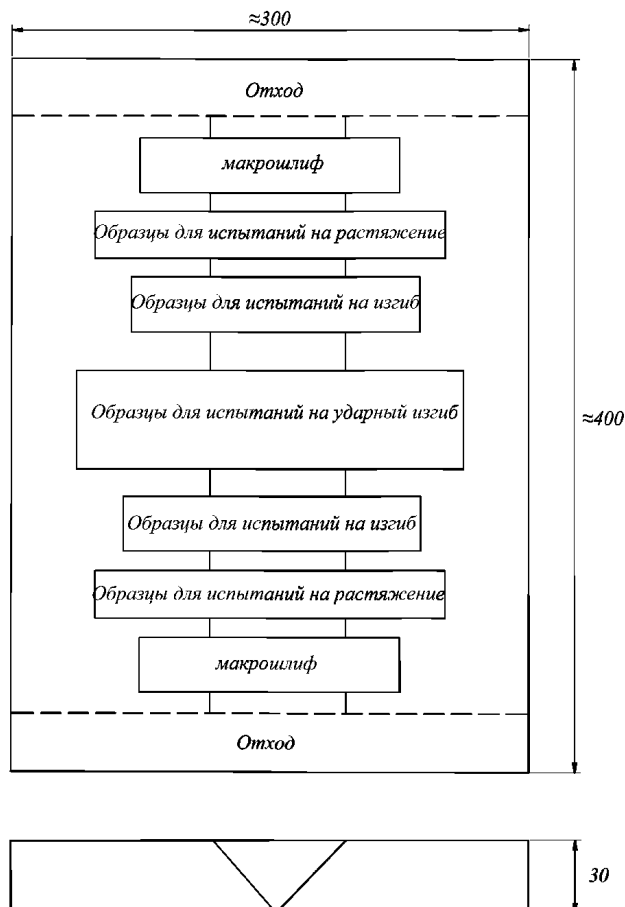 ≈300
Отход
макрошлиф
Образцы для испытаний на растяжение
Образцы для испытаний на изгиб
Образцы для испытаний на ударный изгиб
≈400
Образцы для испытаний на изгиб
Образцы для испытаний на растяжение
макрошлиф
Отход
30